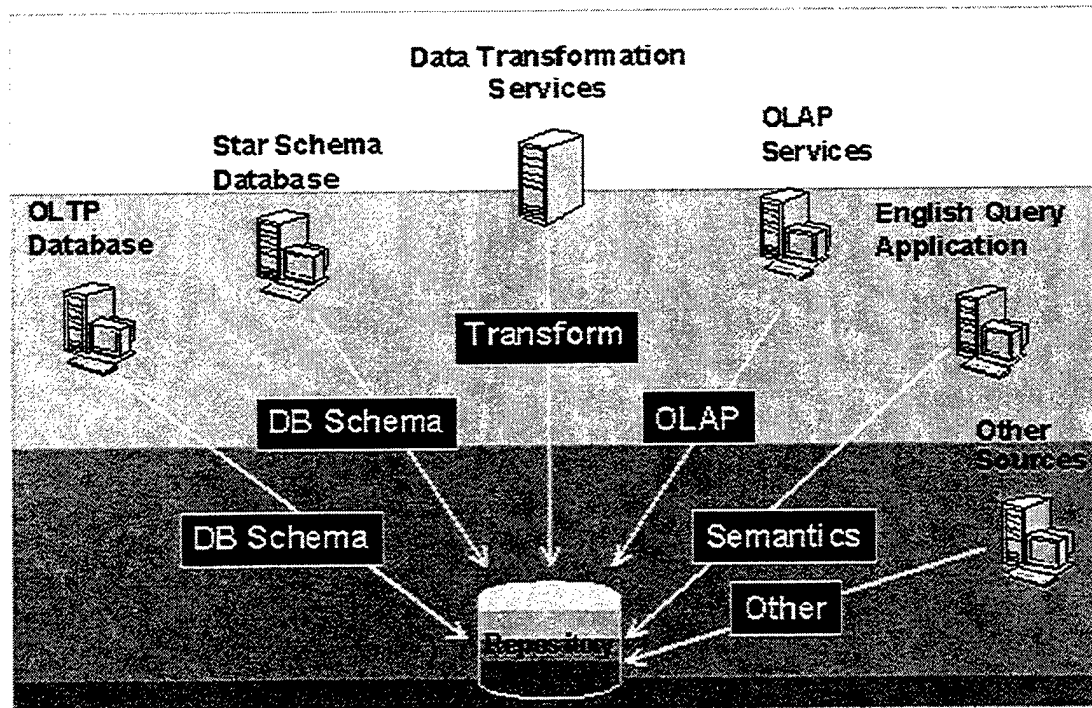 Data Transformation
Services
OLAP
Services
Star Schema
Database
OLTP
Database
English Query
Application
Transform
DB Schema
OLAP
Other
Sources
DB Schema
Semantics
Other
Repository